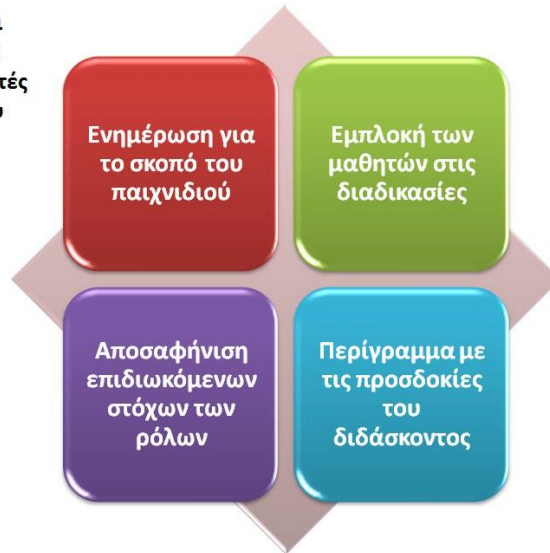 Ενημέρωση για
το σκοπό του
παιχνιδιού
Εμπλοκή των
μαθητών στις
διαδικασίες
Αποσαφήνιση
επιδιωκόμενων
στόχων των
ρόλων
Περίγραμμα με
τις προσδοκίες
του
διδάσκοντος